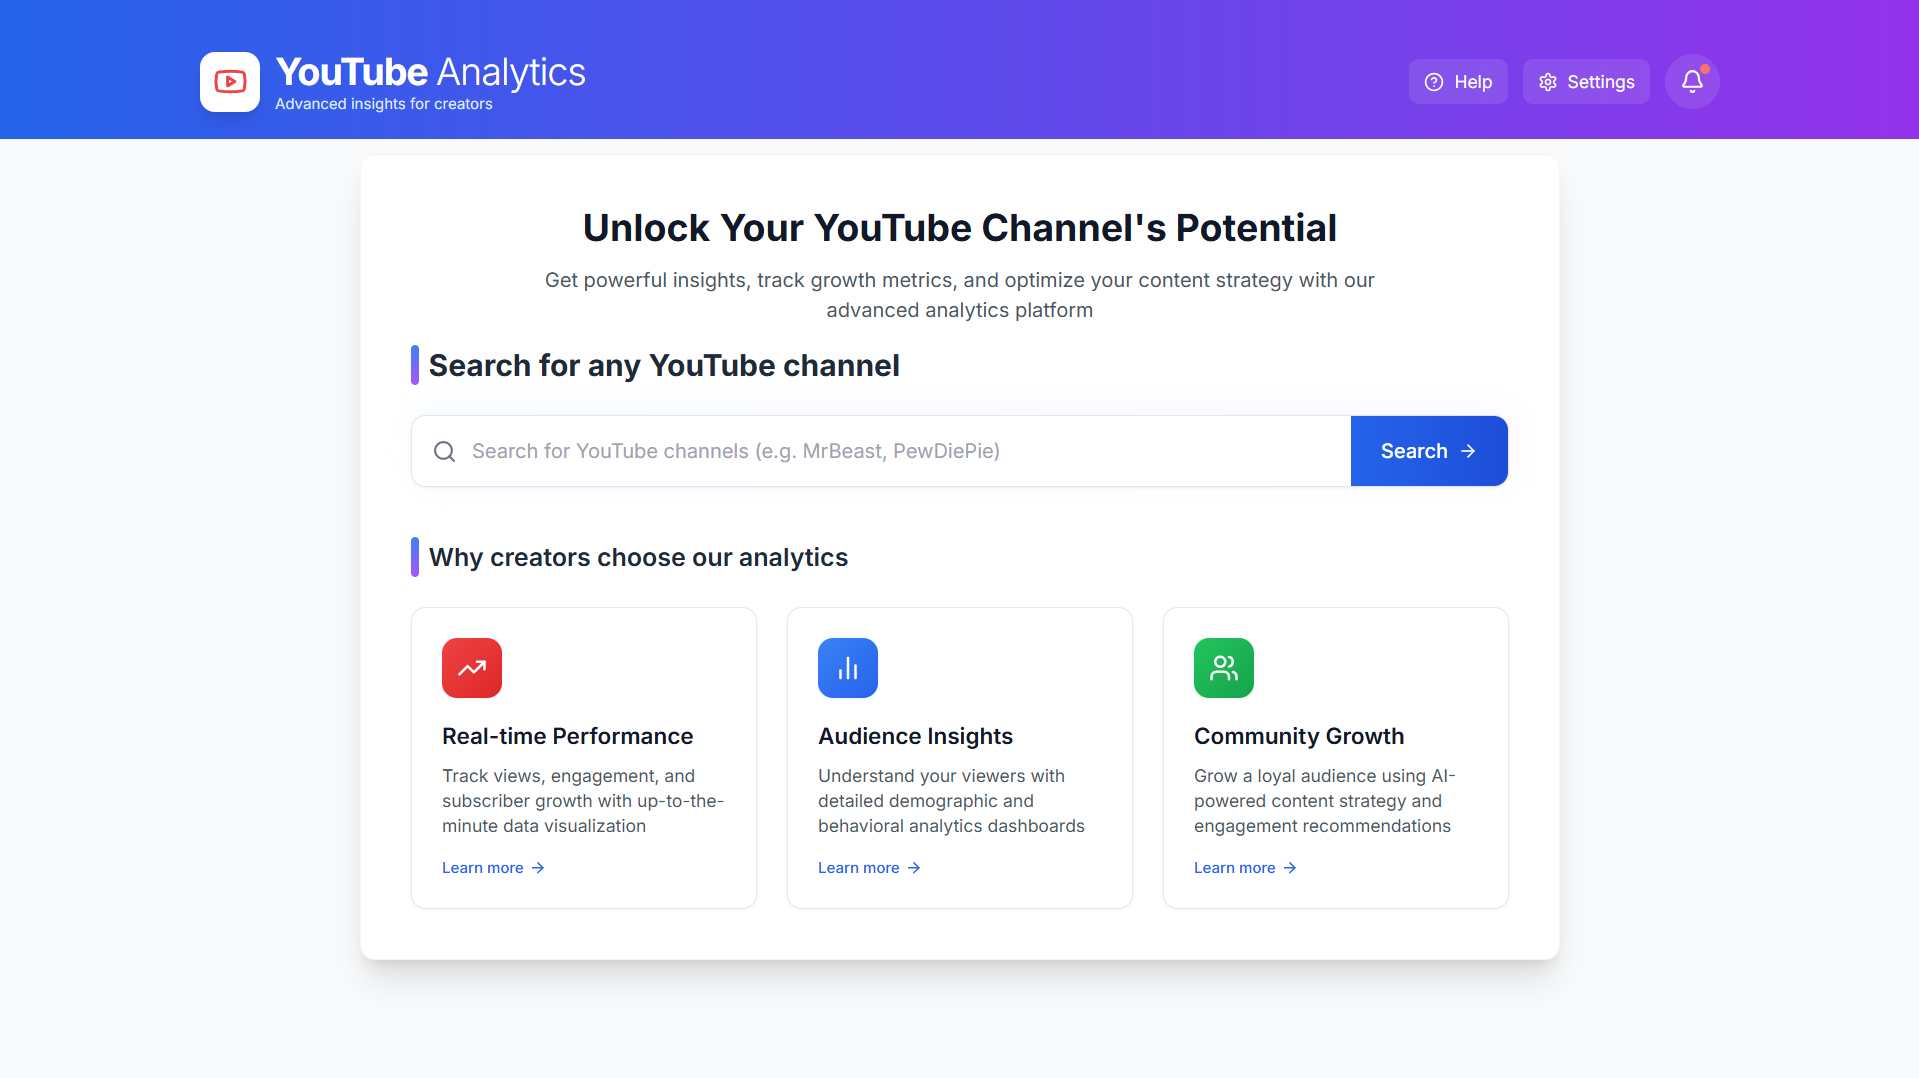 YouTube Analytics
Advanced insights for creators
Help
Settings
Unlock Your YouTube Channel's Potential
Get powerful insights, track growth metrics, and optimize your content strategy with our
advanced analytics platform
Search for any YouTube channel
Search for YouTube channels (e.g. MrBeast, PewDiePie)
Search
Why creators choose our analytics
Real-time Performance
Track views, engagement, and
subscriber growth with up-to-the-
minute data visualization
Learn more
Audience Insights
Understand your viewers with
detailed demographic and
behavioral analytics dashboards
Learn more
Community Growth
Grow a loyal audience using AI-
powered content strategy and
engagement recommendations
Learn more